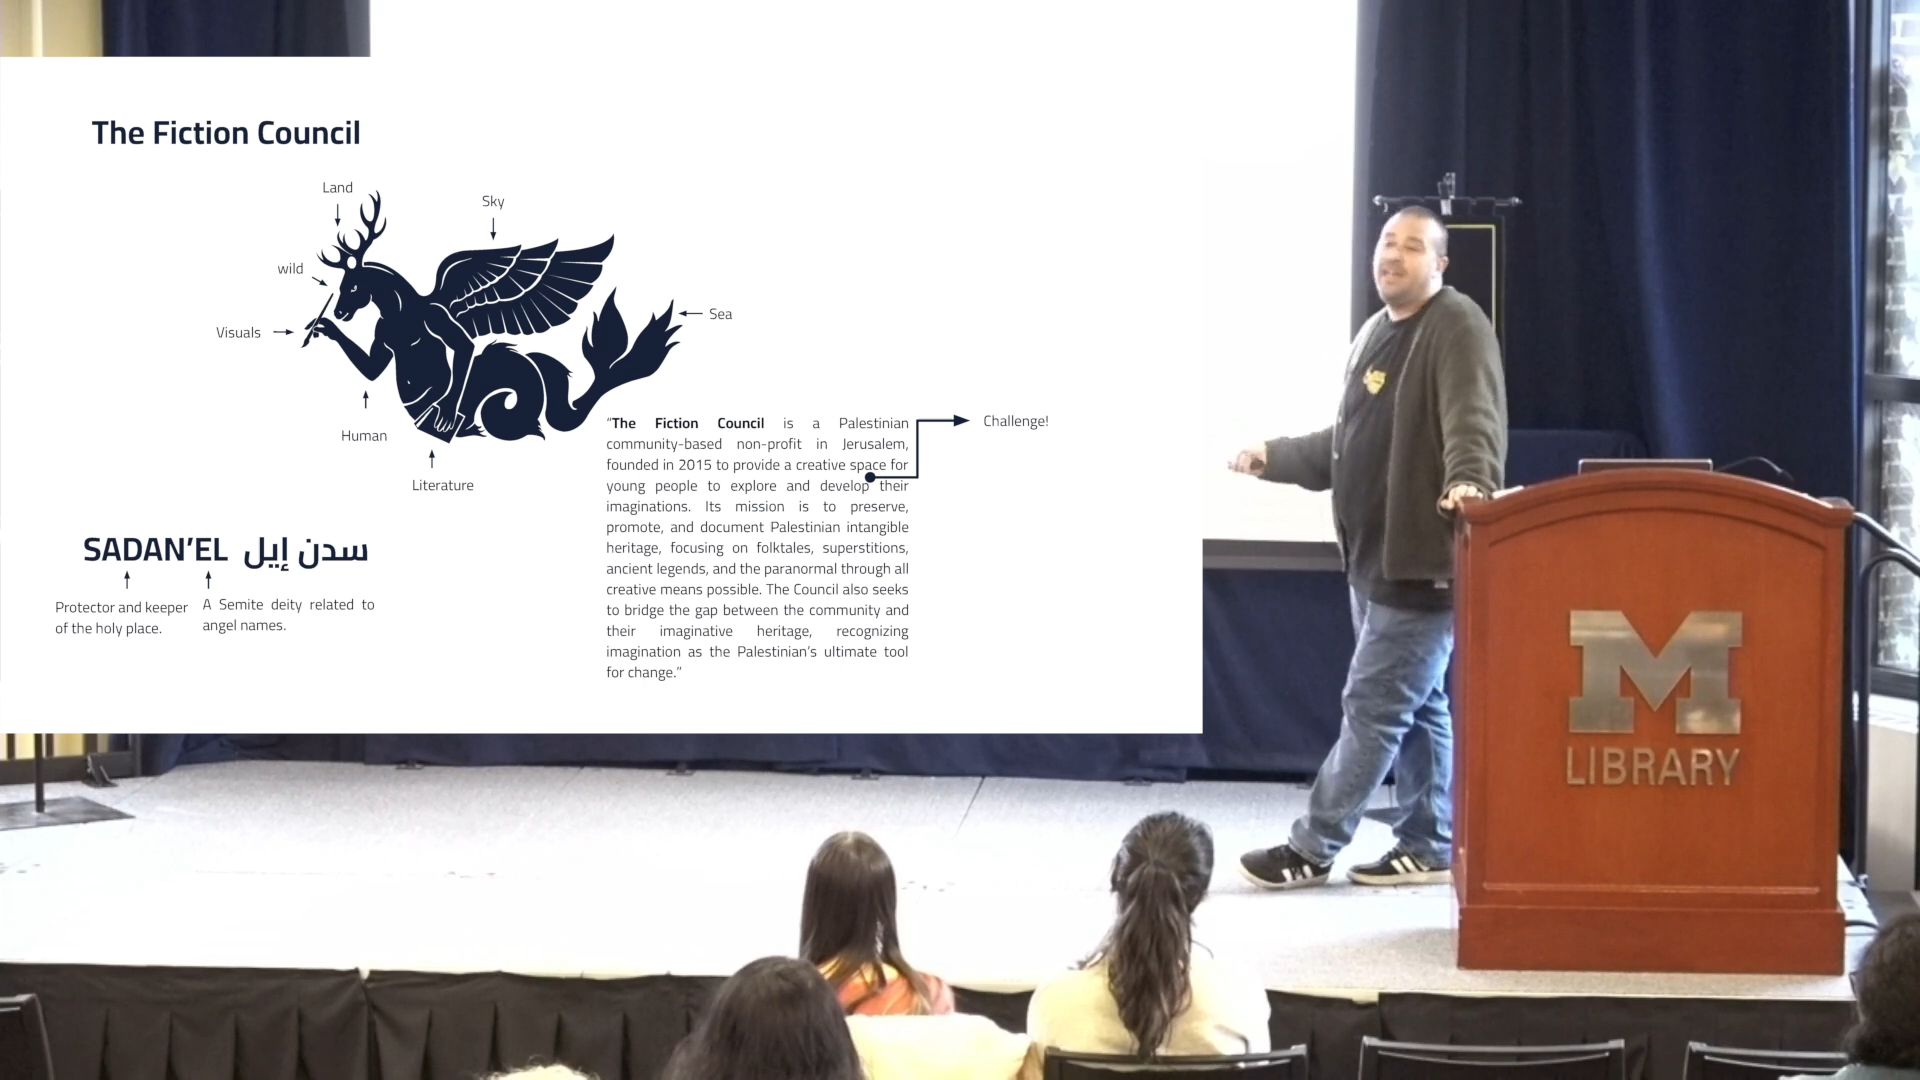 The Fiction Council
Land
Sky
wild
Sea
Visuals
Human
Literature
“The Fiction Council is a Palestinian
community-based non-profit in Jerusalem,
founded in 2015 to provide a creative space for
young people to explore and develop their
imaginations. Its mission is to preserve,
promote, and document Palestinian intangible
heritage, focusing on folktales, superstitions,
ancient legends, and the paranormal through all
creative means possible. The Council also seeks
to bridge the gap between the community and
their imaginative heritage, recognizing
imagination as the Palestinian’s ultimate tool
for change.”
Challenge!
SADAN’EL سدن إيل
Protector and keeper
of the holy place.
A Semite deity related to
angel names.
M
LIBRARY